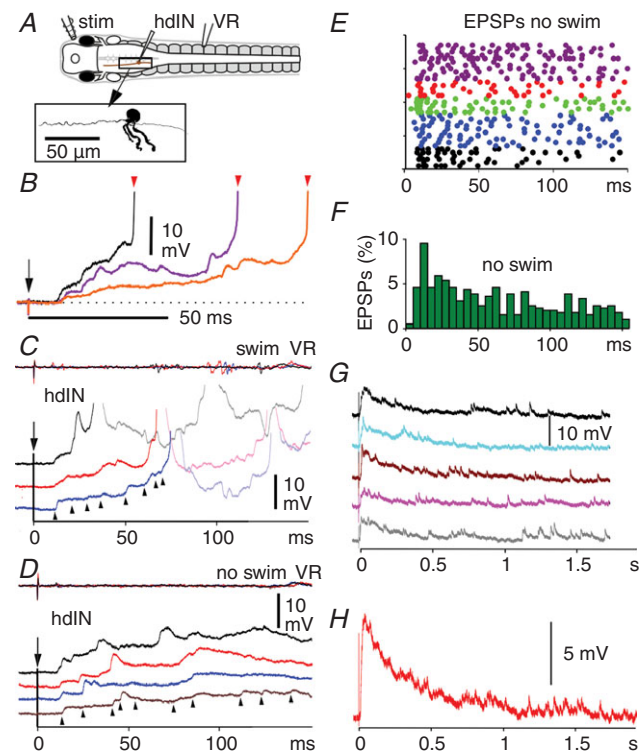 A
stim
hdIN
VR
50 µm
B
10
mV
50 ms
C
swim VR
hdIN
10
mV
0
100
ms
D
no swim VR
10
mV
hdIN
0
50
100
ms
E
EPSPs no swim
0
50
100
ms
F
EPSPs (%)
10
5
0
no swim
0
50
100
ms
G
10 mV
0
0.5
1
1.5
s
H
5 mV
0
0.5
1
1.5
s